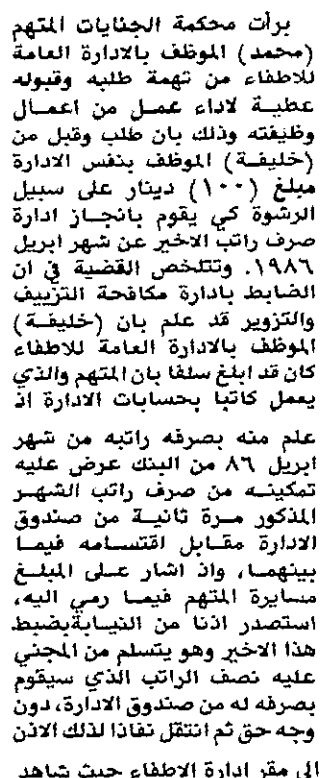 برأت محكمة الجنايات المتهم
(محمد) الموظف بالادارة العامة
للاطفاء من تهمة طلبه وقبوله
عطية لاداء عمل من اعمال
وظيفته وذلك بان طلب وقبل من
(خليفة) الموظف بنفس الادارة
مبلغ (١٠٠) دينار على سبيل
الرشوة كي يقوم بانجاز ادارة
صرف راتب الاخير عن شهر ابريل
١٩٨٦. وتتلخص القضية في ان
الضابط بادارة مكافحة التزييف
والتزوير قد علم بان (خليفة)
الموظف بالادارة العامة للاطفاء
كان قد ابلغ سلفا بان المتهم والذي
يعمل كاتبا بحسابات الادارة اذ
علم منه بصرفه راتبه من شهر
ابريل ٨٦ من البنك عرض عليه
تمكينه من صرف راتب الشهر
المذكور مرة ثانية من صندوق
الادارة مقابل اقتسامه فيما
بينهما، واذ اشار على المبلغ
مسايرة المتهم فيما رمي اليه،
استصدر اذنا من النيابة بضبط
هذا الاخير وهو يتسلم من المجني
عليه نصف الراتب الذي سيقوم
بصرفه له من صندوق الادارة، دون
وجه حق ثم انتقل نفاذا لذلك الاذن
الى مقر ادارة الاطفاء حيث شاهد